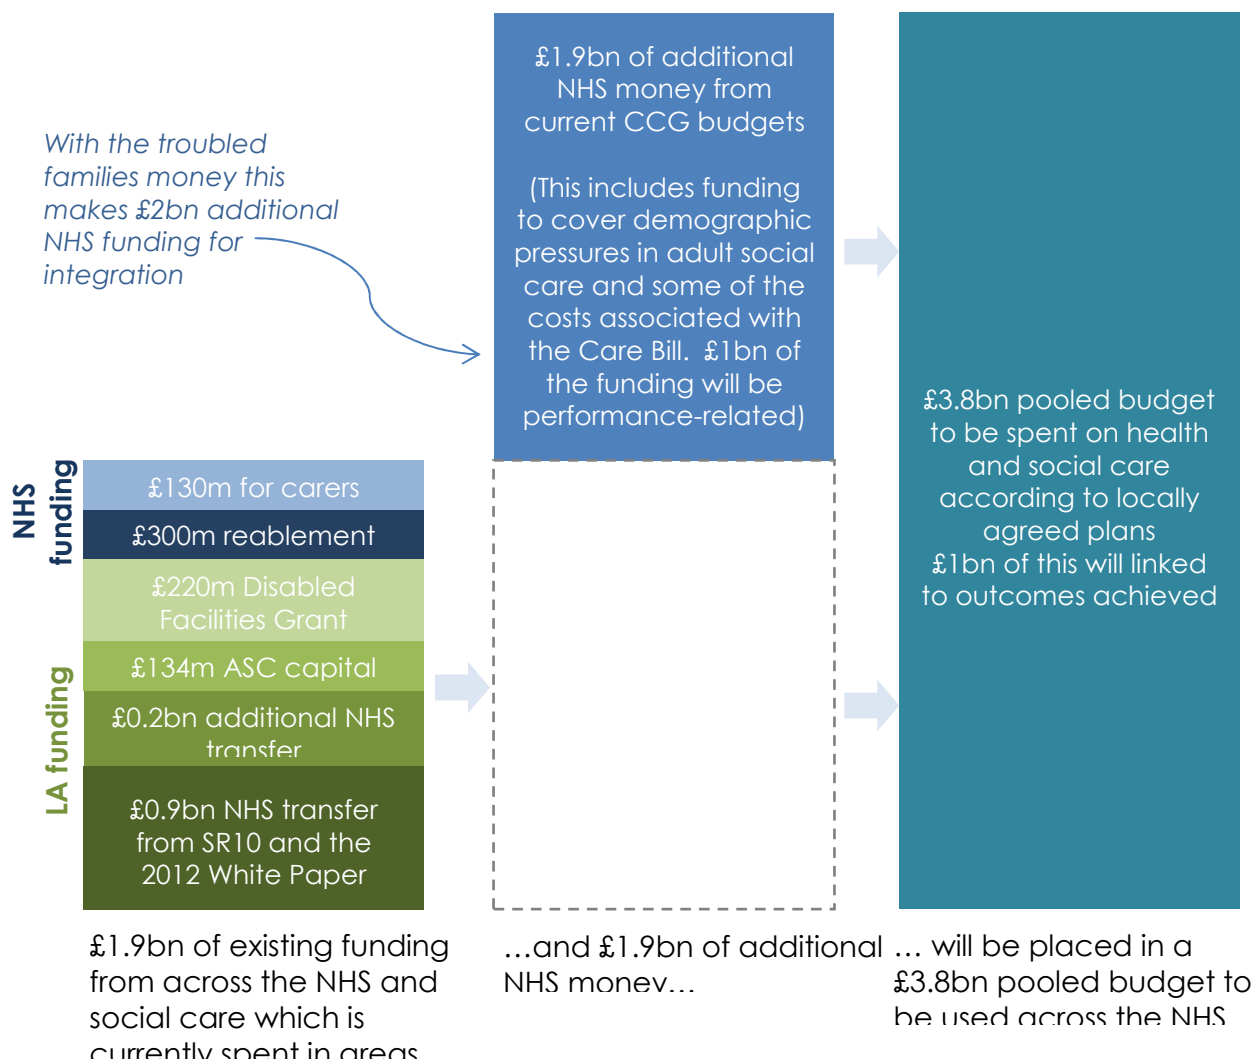 £1.9bn of additional
NHS money from
current CCG budgets
(This includes funding
to cover demographic
pressures in adult social
care and some of the
costs associated with
the Care Bill.  £1bn of
the funding will be
performance-related)
With the troubled
families money this
makes £2bn additional
NHS funding for
integration
NHS
funding
£130m for carers
£300m reablement
£220m Disabled
Facilities Grant
£134m ASC capital
LA funding
£0.2bn additional NHS
transfer
£0.9bn NHS transfer
from SR10 and the
2012 White Paper
£3.8bn pooled budget
to be spent on health
and social care
according to locally
agreed plans
£1bn of this will linked
to outcomes achieved
£1.9bn of existing funding
from across the NHS and
social care which is
currently spent in areas
…and £1.9bn of additional
NHS money…
… will be placed in a
£3.8bn pooled budget to
be used across the NHS